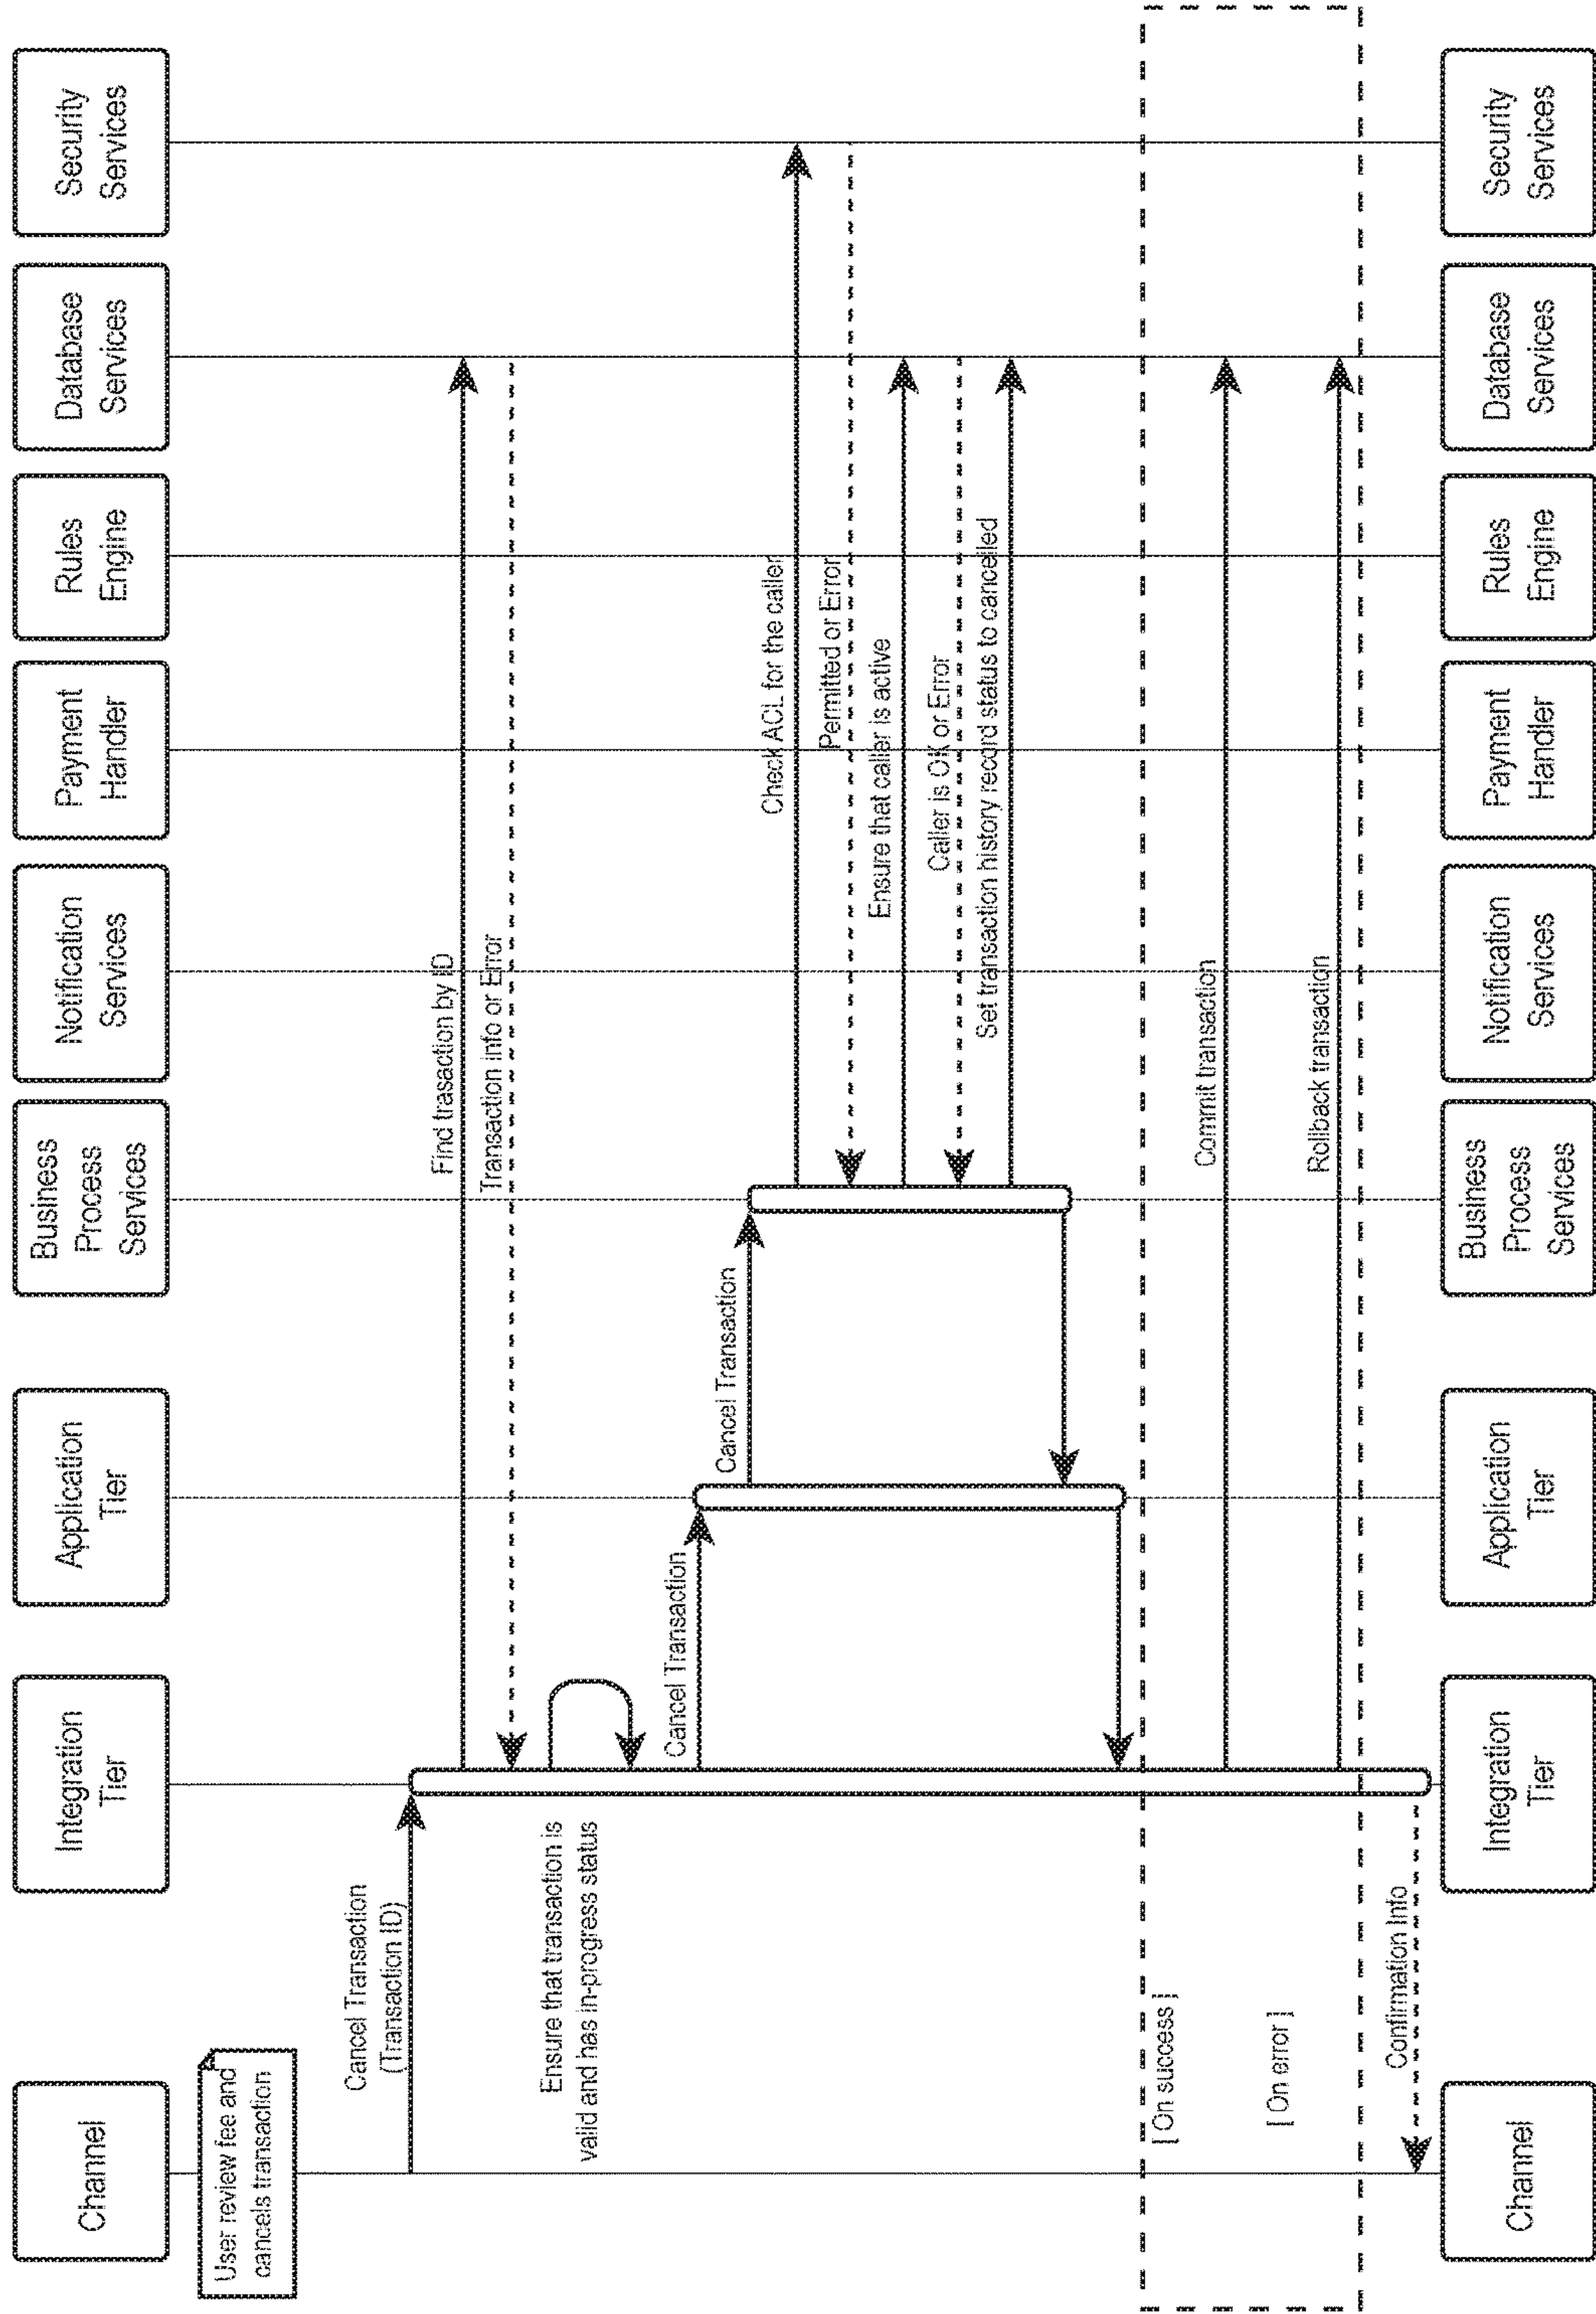 Channel
Integration
Tier
Application
Tier
Business
Process
Services
Notification
Services
Payment
Handler
Rules
Engine
Database
Services
Security
Services
User review fee and
cancels transaction
Cancel Transaction
(Transaction ID)
Find trasaction by ID
Transaction info or Error
Ensure that transaction is
valid and has in-progress status
Cancel Transaction
Cancel Transaction
Check ACL for the caller
Permitted or Error
Ensure that caller is active
Caller is OK or Error
Set transaction history record status to cancelled
[ On success ]
Commit transaction
[ On error ]
Rollback transaction
Confirmation Into
Channel
Integration
Tier
Application
Tier
Business
Process
Services
Notification
Services
Payment
Handler
Rules
Engine
Database
Services
Security
Services